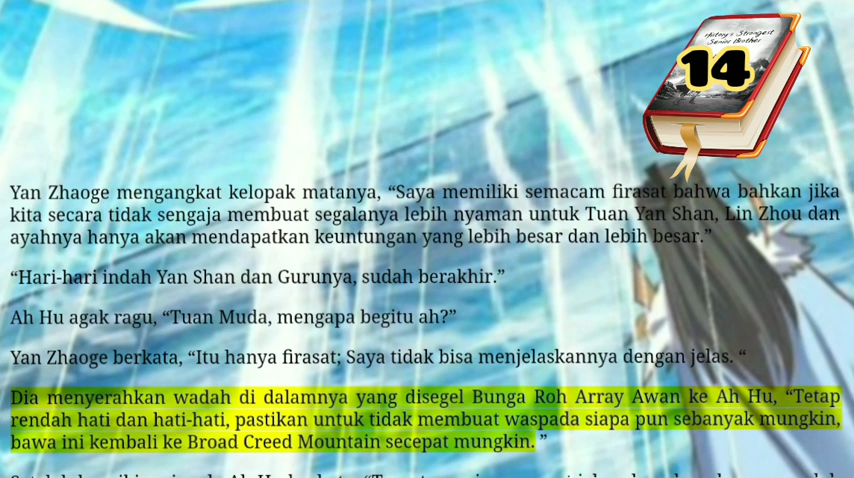 History's Strongest
Senior Brother
14
Yan Zhaoge mengangkat kelopak matanya, “Saya memiliki semacam firasat bahwa bahkan jika
kita secara tidak sengaja membuat segalanya lebih nyaman untuk Tuan Yan Shan, Lin Zhou dan
ayahnya hanya akan mendapatkan keuntungan yang lebih besar dan lebih besar.”
“Hari-hari indah Yan Shan dan Gurunya, sudah berakhir.”
Ah Hu agak ragu, “Tuan Muda, mengapa begitu ah?”
Yan Zhaoge berkata, “Itu hanya firasat; Saya tidak bisa menjelaskannya dengan jelas. “
Dia menyerahkan wadah di dalamnya yang disegel Bunga Roh Array Awan ke Ah Hu, “Tetap
rendah hati dan hati-hati, pastikan untuk tidak membuat waspada siapa pun sebanyak mungkin,
bawa ini kembali ke Broad Creed Mountain secepat mungkin. ”